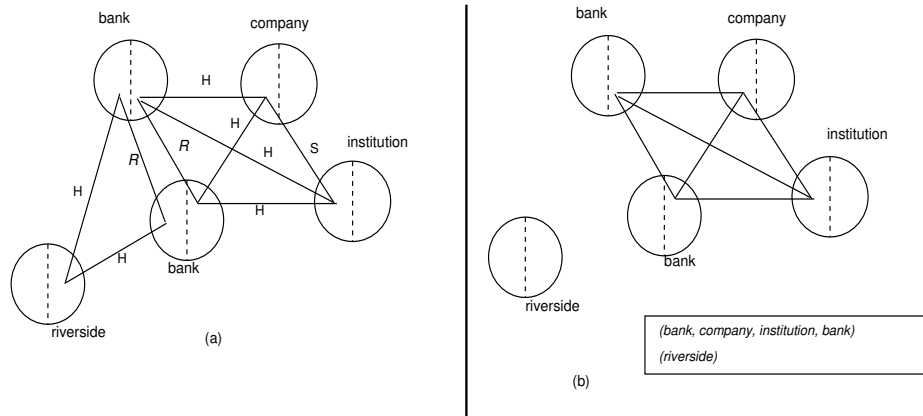 bank
company
H
H
S
institution
R
R
H
H
H
H
bank
riverside
(a)
bank
company
institution
bank
riverside
(bank, company, institution, bank)
(riverside)
(b)